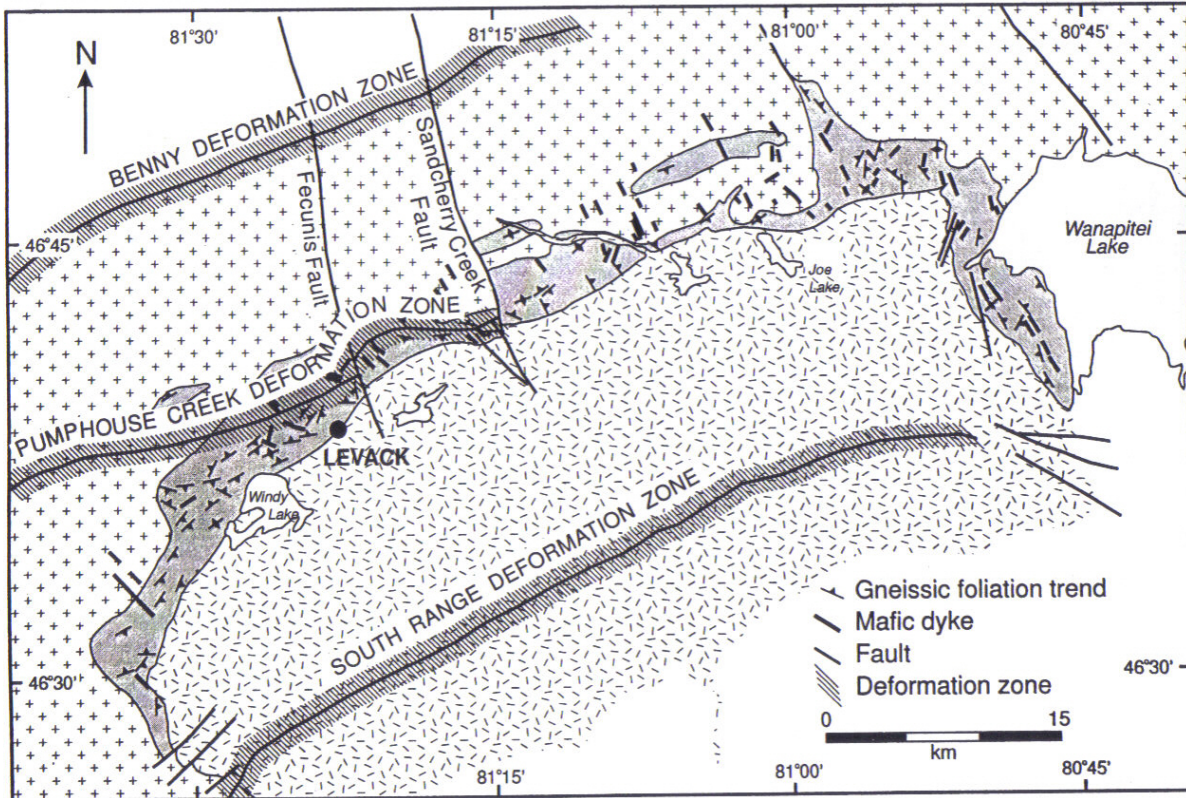 81°30'
81°15'
81°00'
80°45'
N
BENNY DEFORMATION ZONE
Fecunis Fault
Sandcherry Creek
Fault
46°45'
Wanapitei
Lake
Joe
Lake
PUMPHOUSE CREEK DEFORMATION ZONE
LEVACK
Windy
Lake
SOUTH RANGE DEFORMATION ZONE
Gneissic foliation trend
Mafic dyke
Fault
Deformation zone
46°30'
46°30'
0 15
km
81°15'
81°00'
80°45'